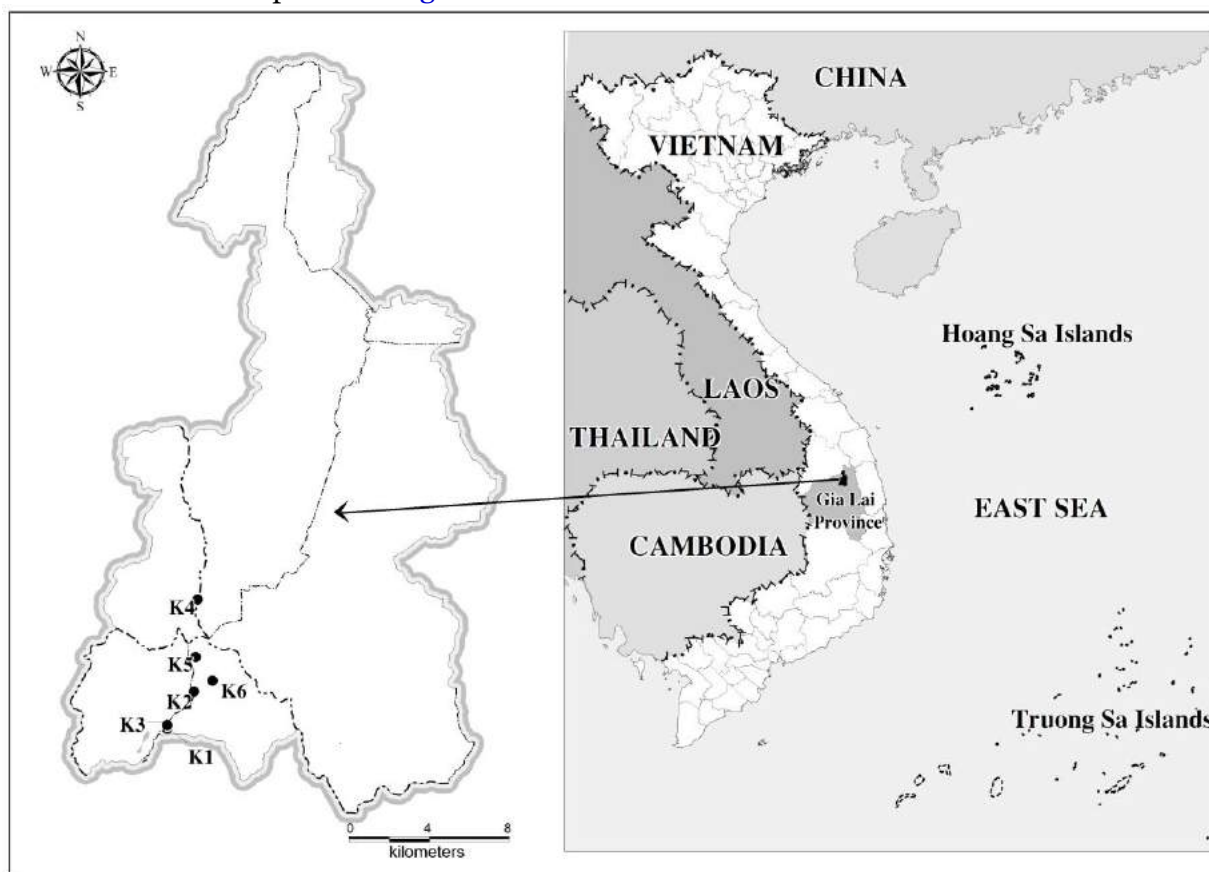 N
W E
S
K4
K5
K2 K6
K3
K1
0 4 8
kilometers
CHINA
VIETNAM
Hoang Sa Islands
LAOS
THAILAND
Gia Lai
Province
EAST SEA
CAMBODIA
Truong Sa Islands